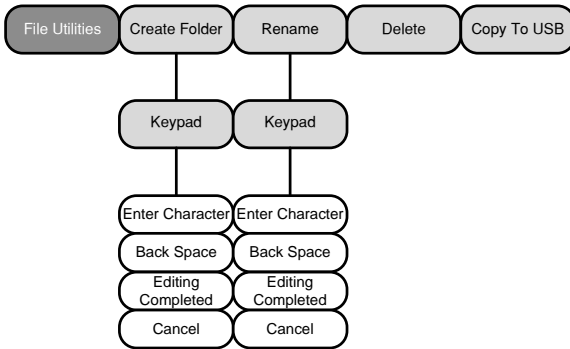 File Utilities
Create Folder
Rename
Delete
Copy To USB
Keypad
Keypad
Enter Character
Enter Character
Back Space
Back Space
Editing
Completed
Editing
Completed
Cancel
Cancel